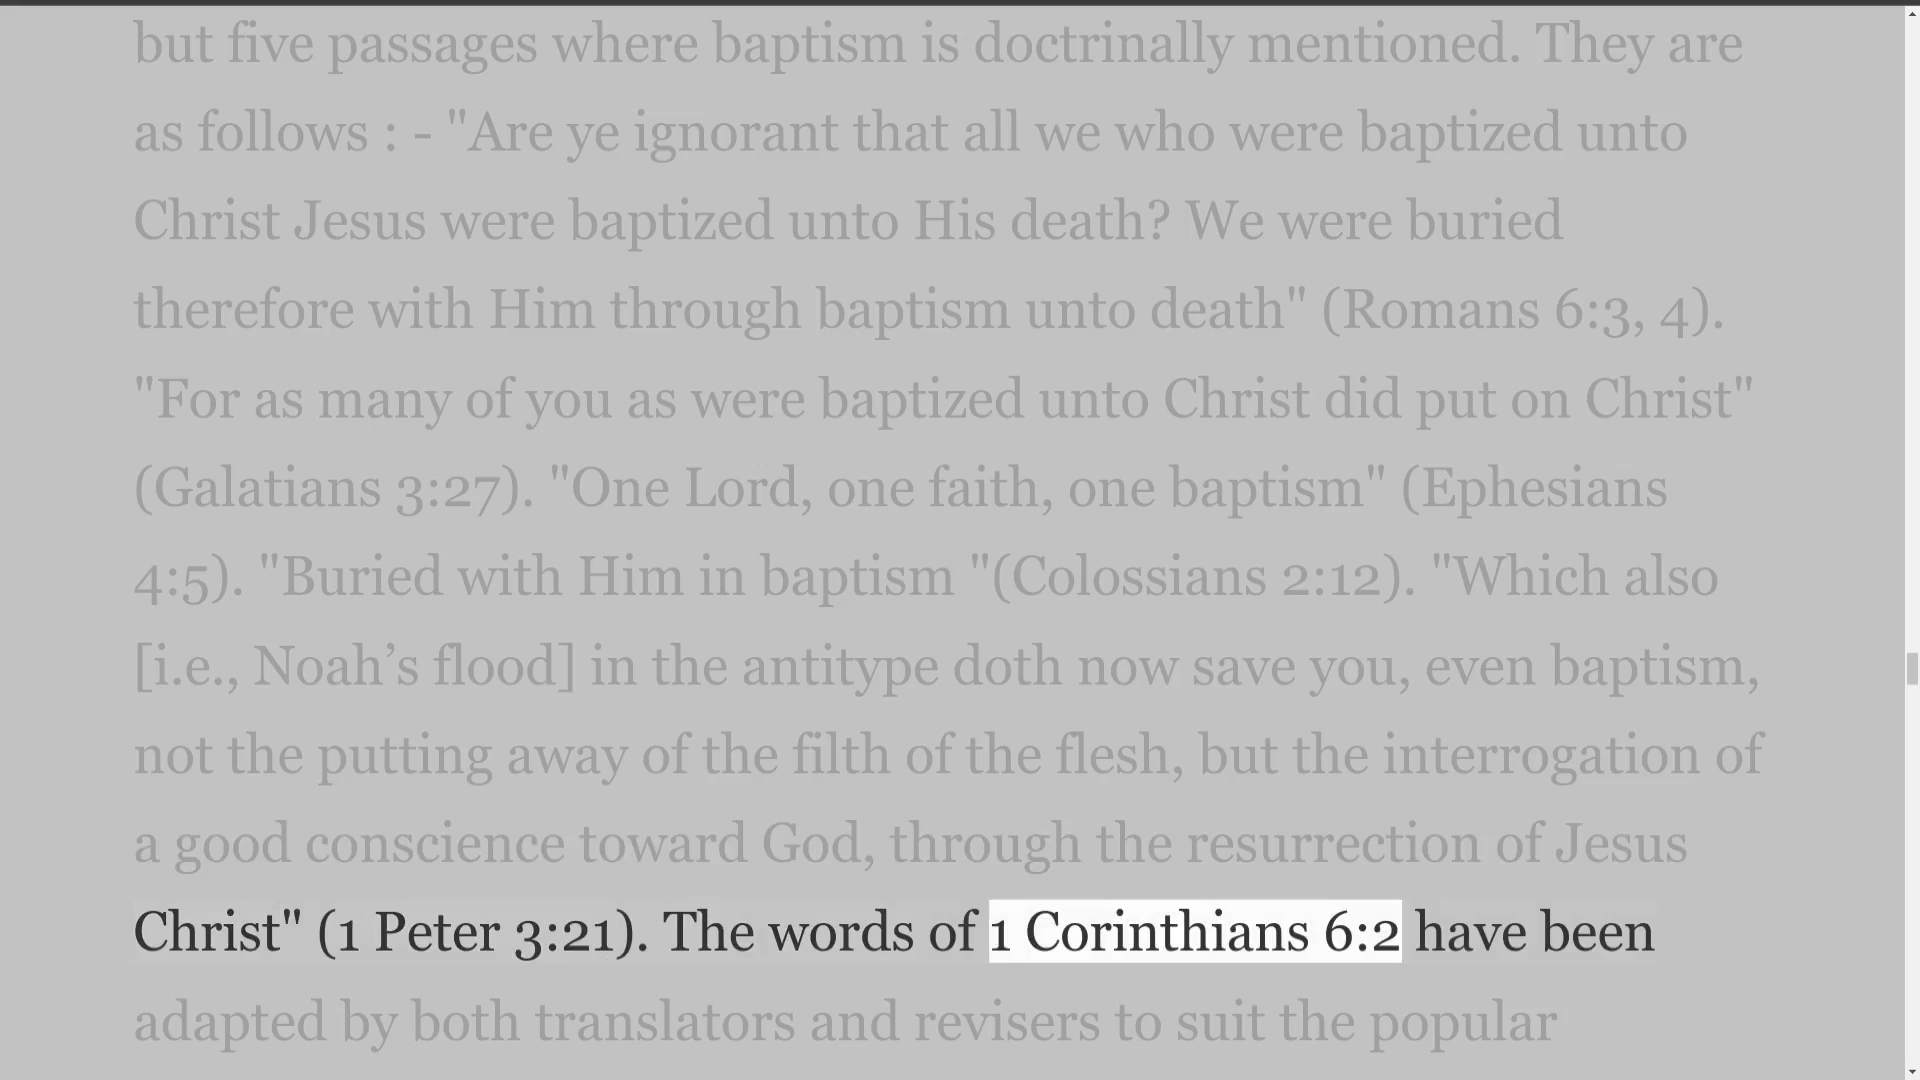 but five passages where baptism is doctrinally mentioned. They are
as follows : - "Are ye ignorant that all we who were baptized unto
Christ Jesus were baptized unto His death? We were buried
therefore with Him through baptism unto death" (Romans 6:3, 4).
"For as many of you as were baptized unto Christ did put on Christ"
(Galatians 3:27). "One Lord, one faith, one baptism" (Ephesians
4:5). "Buried with Him in baptism "(Colossians 2:12). "Which also
[i.e., Noah’s flood] in the antitype doth now save you, even baptism,
not the putting away of the filth of the flesh, but the interrogation of
a good conscience toward God, through the resurrection of Jesus
Christ" (1 Peter 3:21). The words of 1 Corinthians 6:2 have been
adapted by both translators and revisers to suit the popular